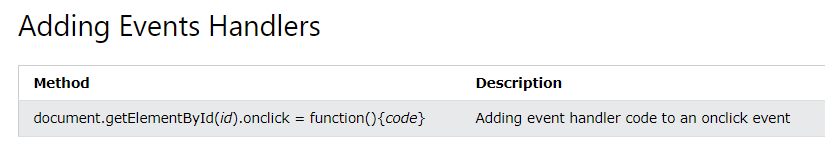 Adding Events Handlers
Method Description
document.getElementById(id).onclick = function(){code} Adding event handler code to an onclick event